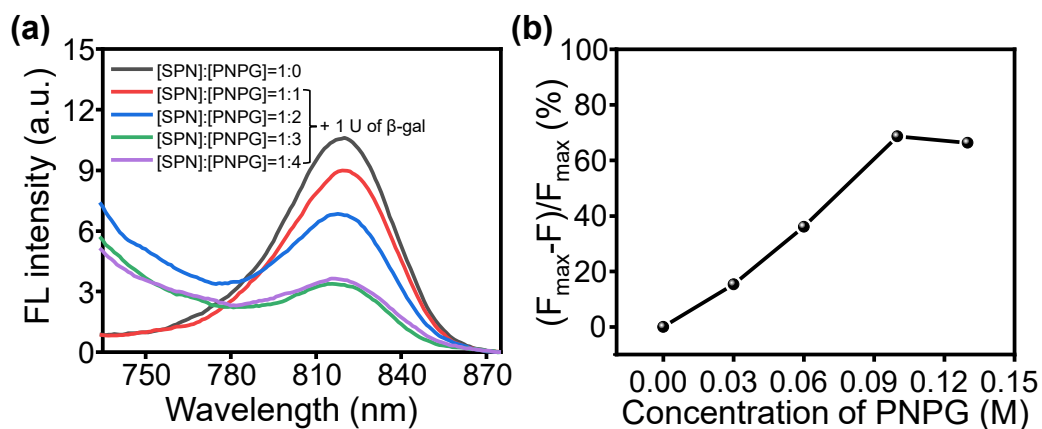 (a)
FL intensity (a.u.)
15
12
9
6
3
0
[SPN]:[PNPG]=1:0
[SPN]:[PNPG]=1:1
[SPN]:[PNPG]=1:2
[SPN]:[PNPG]=1:3
[SPN]:[PNPG]=1:4
+ 1 U of β-gal
750 780 810 840 870
Wavelength (nm)
(b)
(Fmax-F)/Fmax (%)
100
80
60
40
20
0
0.00 0.03 0.06 0.09 0.12 0.15
Concentration of PNPG (M)